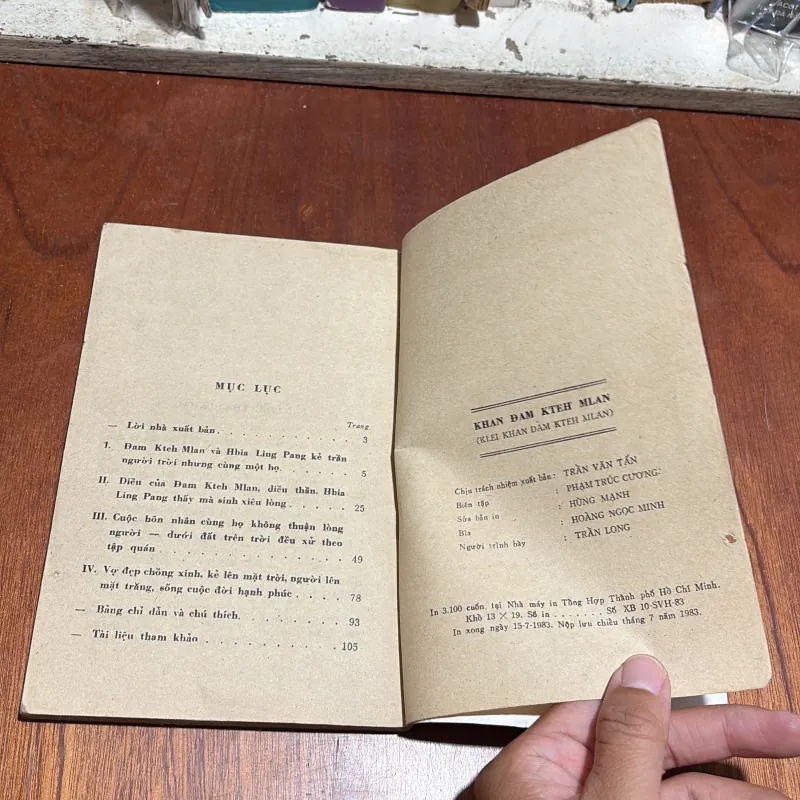 MỤC LỤC
Trang
— Lời nhà xuất bản. . . . . . . . . . . . 3
I. Đam Kteh Mlan và Hbia Ling Pang kẻ trần
người trời nhưng cùng một họ. . . . . . . . 5
II. Diều của Đam Kteh Mlan, diều thần. Hbia
Ling Pang thấy mà sinh xiêu lòng . . . . . 25
III. Cuộc hôn nhân cùng họ không thuận lòng
người — dưới đất trên trời đều xử theo
tập quán . . . . . . . . . . . . . 49
IV. Vợ đẹp chồng xinh, kẻ lên mặt trời, người lên
mặt trăng, sống cuộc đời hạnh phúc . . . . 78
— Bảng chỉ dẫn và chú thích. . . . . . . . 93
— Tài liệu tham khảo . . . . . . . . . . 105
KHAN ĐAM KTEH MLAN
(KLEI KHAN ĐAM KTEH MLAN)
Chịu trách nhiệm xuất bản : TRẦN VĂN TẤN
Biên tập : PHẠM TRÚC CƯƠNG
Sửa bản in : HÙNG MẠNH
Bìa : HOÀNG NGỌC MINH
Người trình bày : TRẦN LONG
In 3.100 cuốn, tại Nhà máy in Tổng Hợp Thành phố Hồ Chí Minh.
Khổ 13 × 19. Số in . . . . . . . Số XB 10-SVH-83
In xong ngày 15-7-1983. Nộp lưu chiều tháng 7 năm 1983.